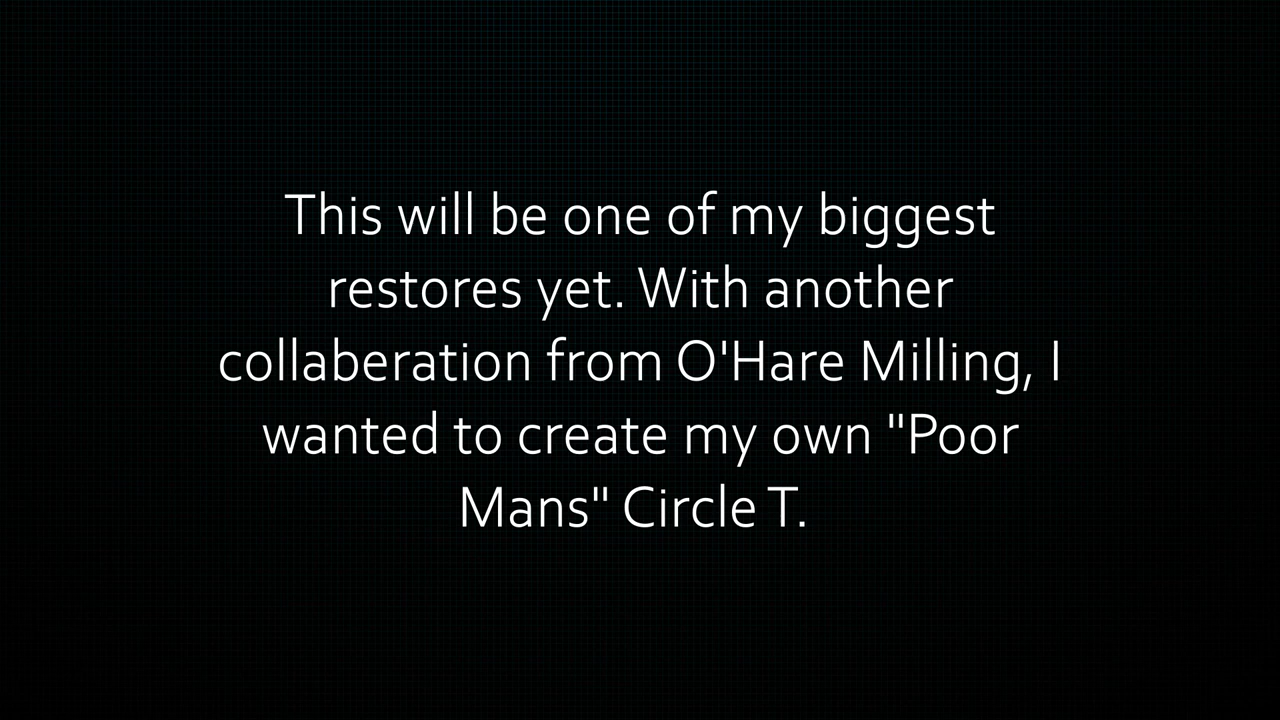 This will be one of my biggest
restores yet. With another
collaberation from O'Hare Milling, I
wanted to create my own "Poor
Mans" Circle T.